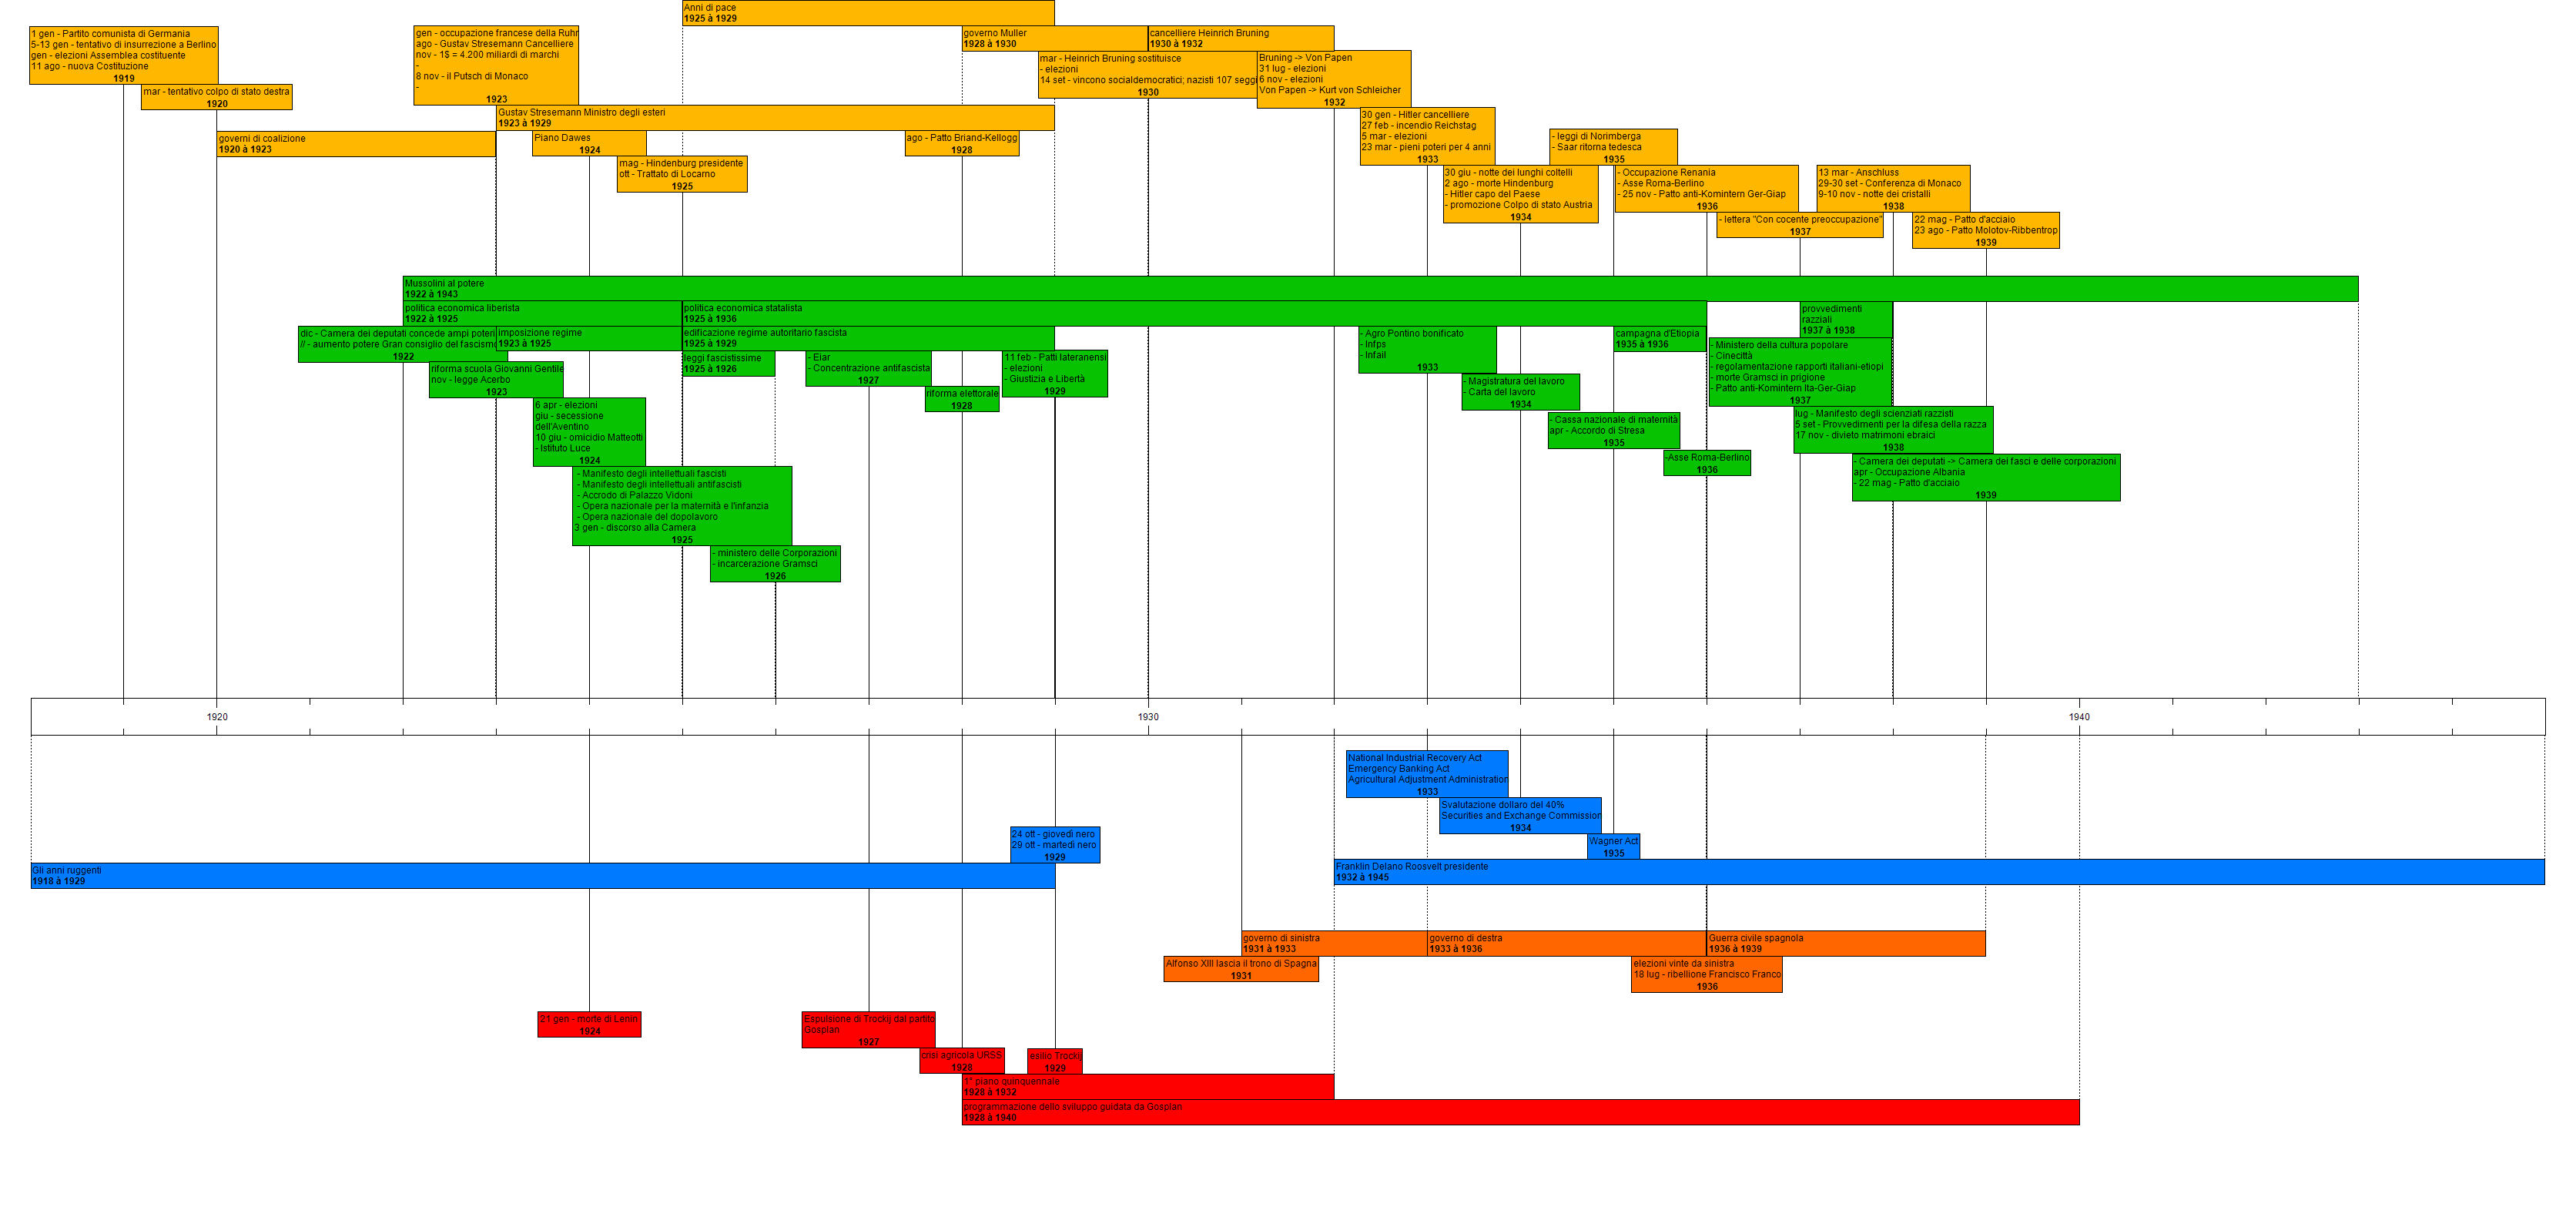 Anni di pace
1925 à 1929
1 gen - Partito comunista di Germania
5-13 gen - tentativo di insurrezione a Berlino
gen - elezioni Assemblea costituente
11 ago - nuova Costituzione
1919
mar - tentativo colpo di stato destra
1920
governi di coalizione
1920 à 1923
gen - occupazione francese della Ruhr
ago - Gustav Stresemann Cancelliere
nov - 1$ = 4.200 miliardi di marchi
-
8 nov - il Putsch di Monaco
-
1923
Gustav Stresemann Ministro degli esteri
1923 à 1929
Piano Dawes
1924
mag - Hindenburg presidente
ott - Trattato di Locarno
1925
ago - Patto Briand-Kellogg
1928
governo Muller
1928 à 1930
cancelliere Heinrich Bruning
1930 à 1932
mar - Heinrich Bruning sostituisce
- elezioni
14 set - vincono socialdemocratici; nazisti 107 seggi
1930
Bruning -> Von Papen
31 lug - elezioni
6 nov - elezioni
Von Papen -> Kurt von Schleicher
1932
30 gen - Hitler cancelliere
27 feb - incendio Reichstag
5 mar - elezioni
23 mar - pieni poteri per 4 anni
1933
30 giu - notte dei lunghi coltelli
2 ago - morte Hindenburg
- Hitler capo del Paese
- promozione Colpo di stato Austria
1934
- leggi di Norimberga
- Saar ritorna tedesca
1935
- Occupazione Renania
- Asse Roma-Berlino
- 25 nov - Patto anti-Komintern Ger-Giap
1936
- lettera "Con cocente preoccupazione"
1937
13 mar - Anschluss
29-30 set - Conferenza di Monaco
9-10 nov - notte dei cristalli
1938
22 mag - Patto d'acciaio
23 ago - Patto Molotov-Ribbentrop
1939
Mussolini al potere
1922 à 1943
politica economica liberista
1922 à 1925
politica economica statalista
1925 à 1936
provvedimenti
razziali
1937 à 1938
dic - Camera dei deputati concede ampi poteri
// - aumento potere Gran consiglio del fascismo
1922
imposizione regime
1923 à 1925
edificazione regime autoritario fascista
1925 à 1929
riforma scuola Giovanni Gentile
nov - legge Acerbo
1923
6 apr - elezioni
giu - secessione
dell'Aventino
10 giu - omicidio Matteotti
- Istituto Luce
1924
- Manifesto degli intellettuali fascisti
- Manifesto degli intellettuali antifascisti
- Accrodo di Palazzo Vidoni
- Opera nazionale per la maternità e l'infanzia
- Opera nazionale del dopolavoro
3 gen - discorso alla Camera
1925
leggi fascistissime
1925 à 1926
- ministero delle Corporazioni
- incarcerazione Gramsci
1926
- Eiar
- Concentrazione antifascista
1927
riforma elettorale
1928
11 feb - Patti lateranensi
- elezioni
- Giustizia e Libertà
1929
- Agro Pontino bonificato
- Infps
- Infail
1933
- Magistratura del lavoro
- Carta del lavoro
1934
campagna d'Etiopia
1935 à 1936
- Cassa nazionale di maternità
apr - Accordo di Stresa
1935
-Asse Roma-Berlino
1936
- Ministero della cultura popolare
- Cinecittà
- regolamentazione rapporti italiani-etiopi
- morte Gramsci in prigione
- Patto anti-Komintern Ita-Ger-Giap
1937
lug - Manifesto degli scienziati razzisti
5 set - Provvedimenti per la difesa della razza
17 nov - divieto matrimoni ebraici
1938
- Camera dei deputati -> Camera dei fasci e delle corporazioni
apr - Occupazione Albania
- 22 mag - Patto d'acciaio
1939
1920
1930
1940
National Industrial Recovery Act
Emergency Banking Act
Agricultural Adjustment Administration
1933
Svalutazione dollaro del 40%
Securities and Exchange Commission
1934
Wagner Act
1935
24 ott - giovedì nero
29 ott - martedì nero
1929
Gli anni ruggenti
1918 à 1929
Franklin Delano Roosvelt presidente
1932 à 1945
governo di sinistra
1931 à 1933
governo di destra
1933 à 1936
Guerra civile spagnola
1936 à 1939
Alfonso XIII lascia il trono di Spagna
1931
elezioni vinte da sinistra
18 lug - ribellione Francisco Franco
1936
21 gen - morte di Lenin
1924
Espulsione di Trockij dal partito
Gosplan
1927
crisi agricola URSS
1928
esilio Trockij
1929
1° piano quinquennale
1928 à 1932
programmazione dello sviluppo guidata da Gosplan
1928 à 1940